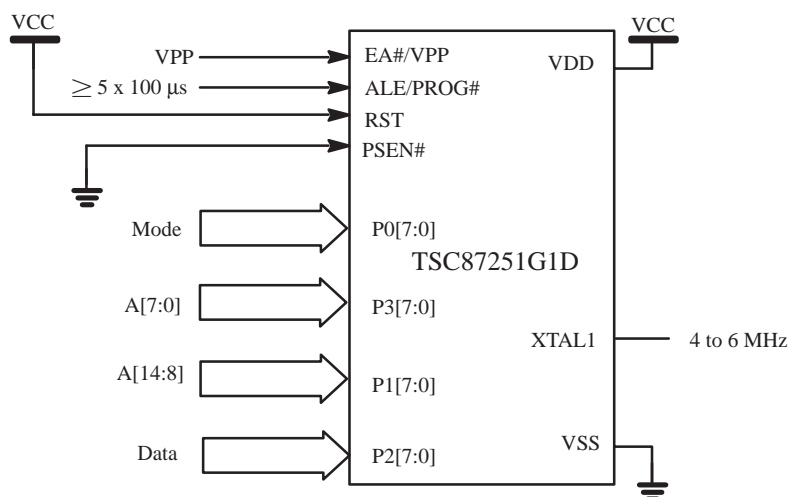 VCC
VCC
VPP
EA#/VPP
VDD
≥ 5 x 100 μs
ALE/PROG#
RST
PSEN#
Mode
P0[7:0]
TSC87251G1D
A[7:0]
P3[7:0]
XTAL1
4 to 6 MHz
A[14:8]
P1[7:0]
Data
P2[7:0]
VSS